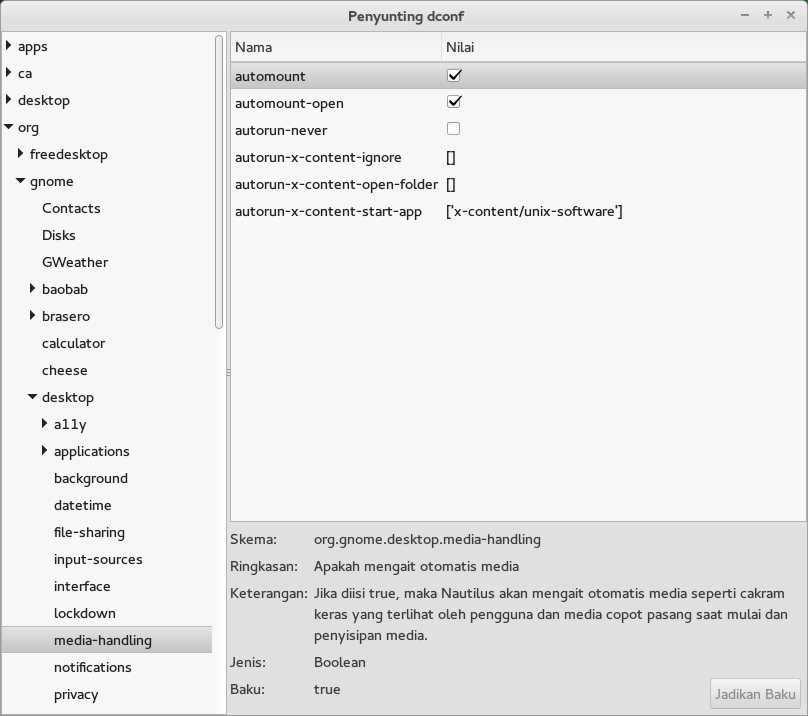 Penyunting dconf
apps
ca
desktop
org
freedesktop
gnome
Contacts
Disks
GWeather
baobab
brasero
calculator
cheese
desktop
a11y
applications
background
datetime
file-sharing
input-sources
interface
lockdown
media-handling
notifications
privacy
Nama Nilai
automount
automount-open
autorun-never
autorun-x-content-ignore []
autorun-x-content-open-folder []
autorun-x-content-start-app ['x-content/unix-software']
Skema: org.gnome.desktop.media-handling
Ringkasan: Apakah mengait otomatis media
Keterangan: Jika diisi true, maka Nautilus akan mengait otomatis media seperti cakram
keras yang terlihat oleh pengguna dan media copot pasang saat mulai dan
penyisipan media.
Jenis: Boolean
Baku: true
Jadikan Baku